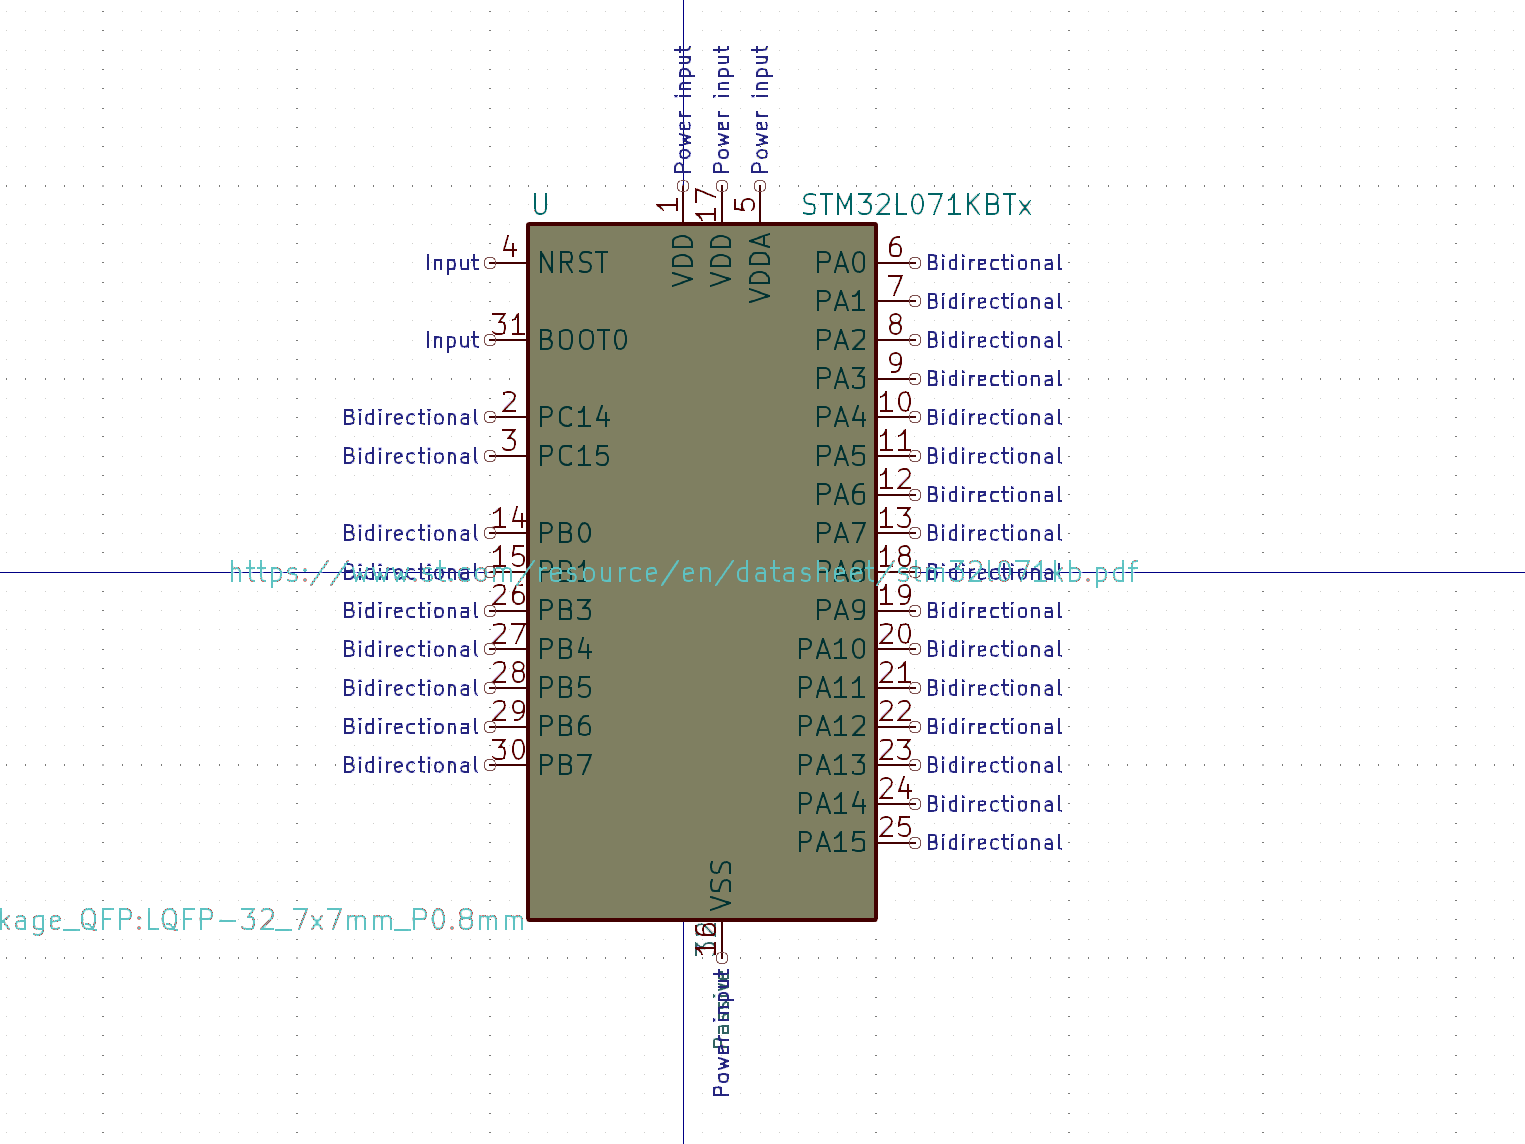 Power input
Power input
Power input
1
17
5
U
STM32L071KBTx
VDD
VDD
VDDA
Input 4 NRST
PA0 6 Bidirectional
PA1 7 Bidirectional
Input 31 BOOT0
PA2 8 Bidirectional
PA3 9 Bidirectional
Bidirectional 2 PC14
PA4 10 Bidirectional
Bidirectional 3 PC15
PA5 11 Bidirectional
PA6 12 Bidirectional
Bidirectional 14 PB0
PA7 13 Bidirectional
Bidirectional 15 PB1
PA8 18 Bidirectional
https://www.st.com/resource/en/datasheet/stm32l071kb.pdf
Bidirectional 26 PB3
PA9 19 Bidirectional
Bidirectional 27 PB4
PA10 20 Bidirectional
Bidirectional 28 PB5
PA11 21 Bidirectional
Bidirectional 29 PB6
PA12 22 Bidirectional
Bidirectional 30 PB7
PA13 23 Bidirectional
PA14 24 Bidirectional
PA15 25 Bidirectional
VSS
kage_QFP:LQFP-32_7x7mm_P0.8mm
16
32
Power input
Passive